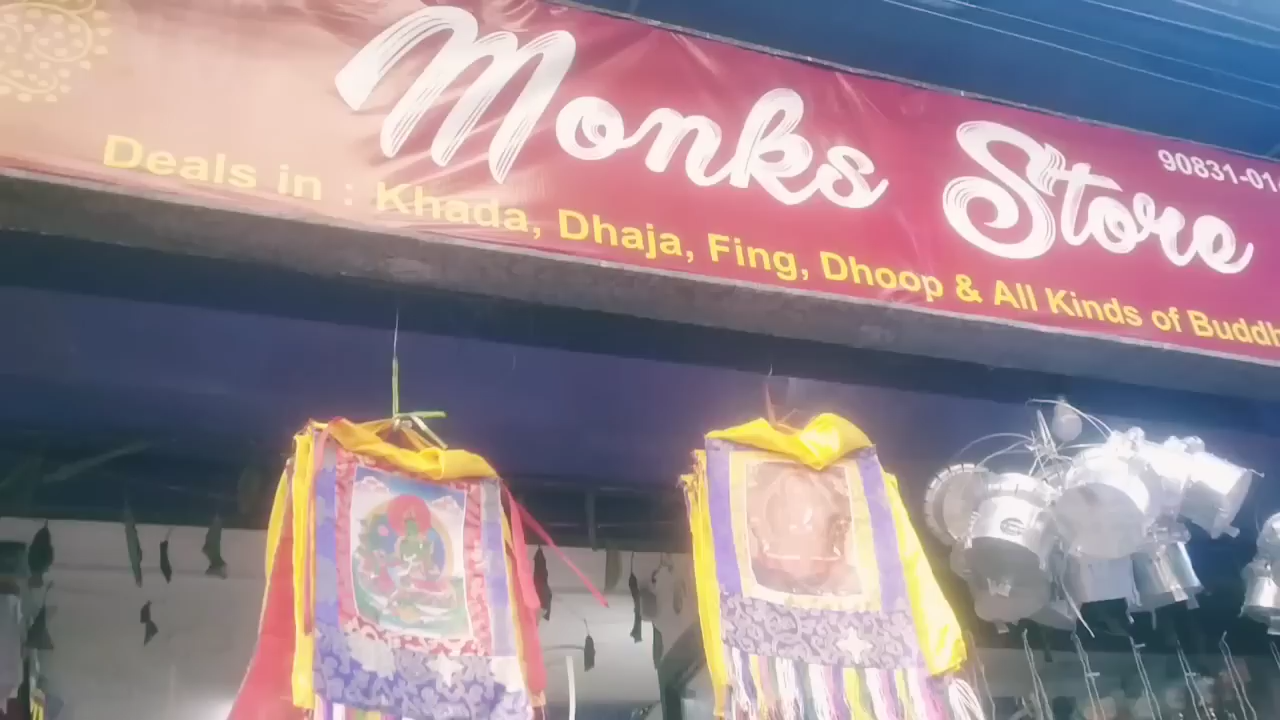 Monks Store
90831-01
Deals in : Khada, Dhaja, Fing, Dhoop & All Kinds of Buddh